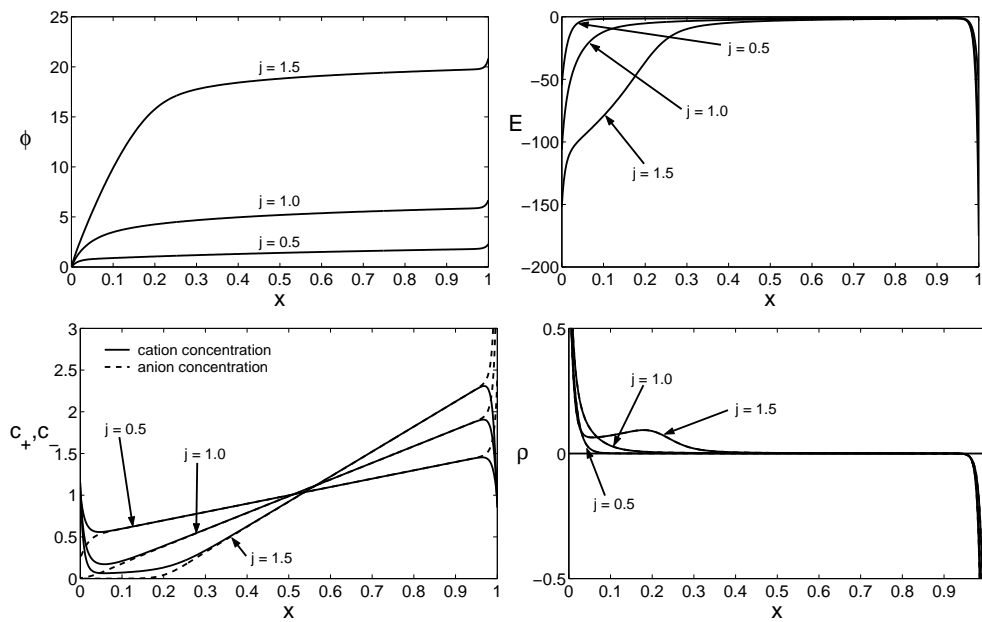 25
20
15
10
5
0
ϕ
j = 1.5
j = 1.0
j = 0.5
0 0.1 0.2 0.3 0.4 0.5 0.6 0.7 0.8 0.9 1
x
0
−50
−100
−150
−200
E
j = 0.5
j = 1.0
j = 1.5
0 0.1 0.2 0.3 0.4 0.5 0.6 0.7 0.8 0.9 1
x
3
2.5
2
1.5
1
0.5
0
c+,c−
cation concentration
anion concentration
j = 0.5
j = 1.0
j = 1.5
0 0.1 0.2 0.3 0.4 0.5 0.6 0.7 0.8 0.9 1
x
0.5
0
−0.5
ρ
j = 1.0
j = 1.5
j = 0.5
0 0.1 0.2 0.3 0.4 0.5 0.6 0.7 0.8 0.9
x